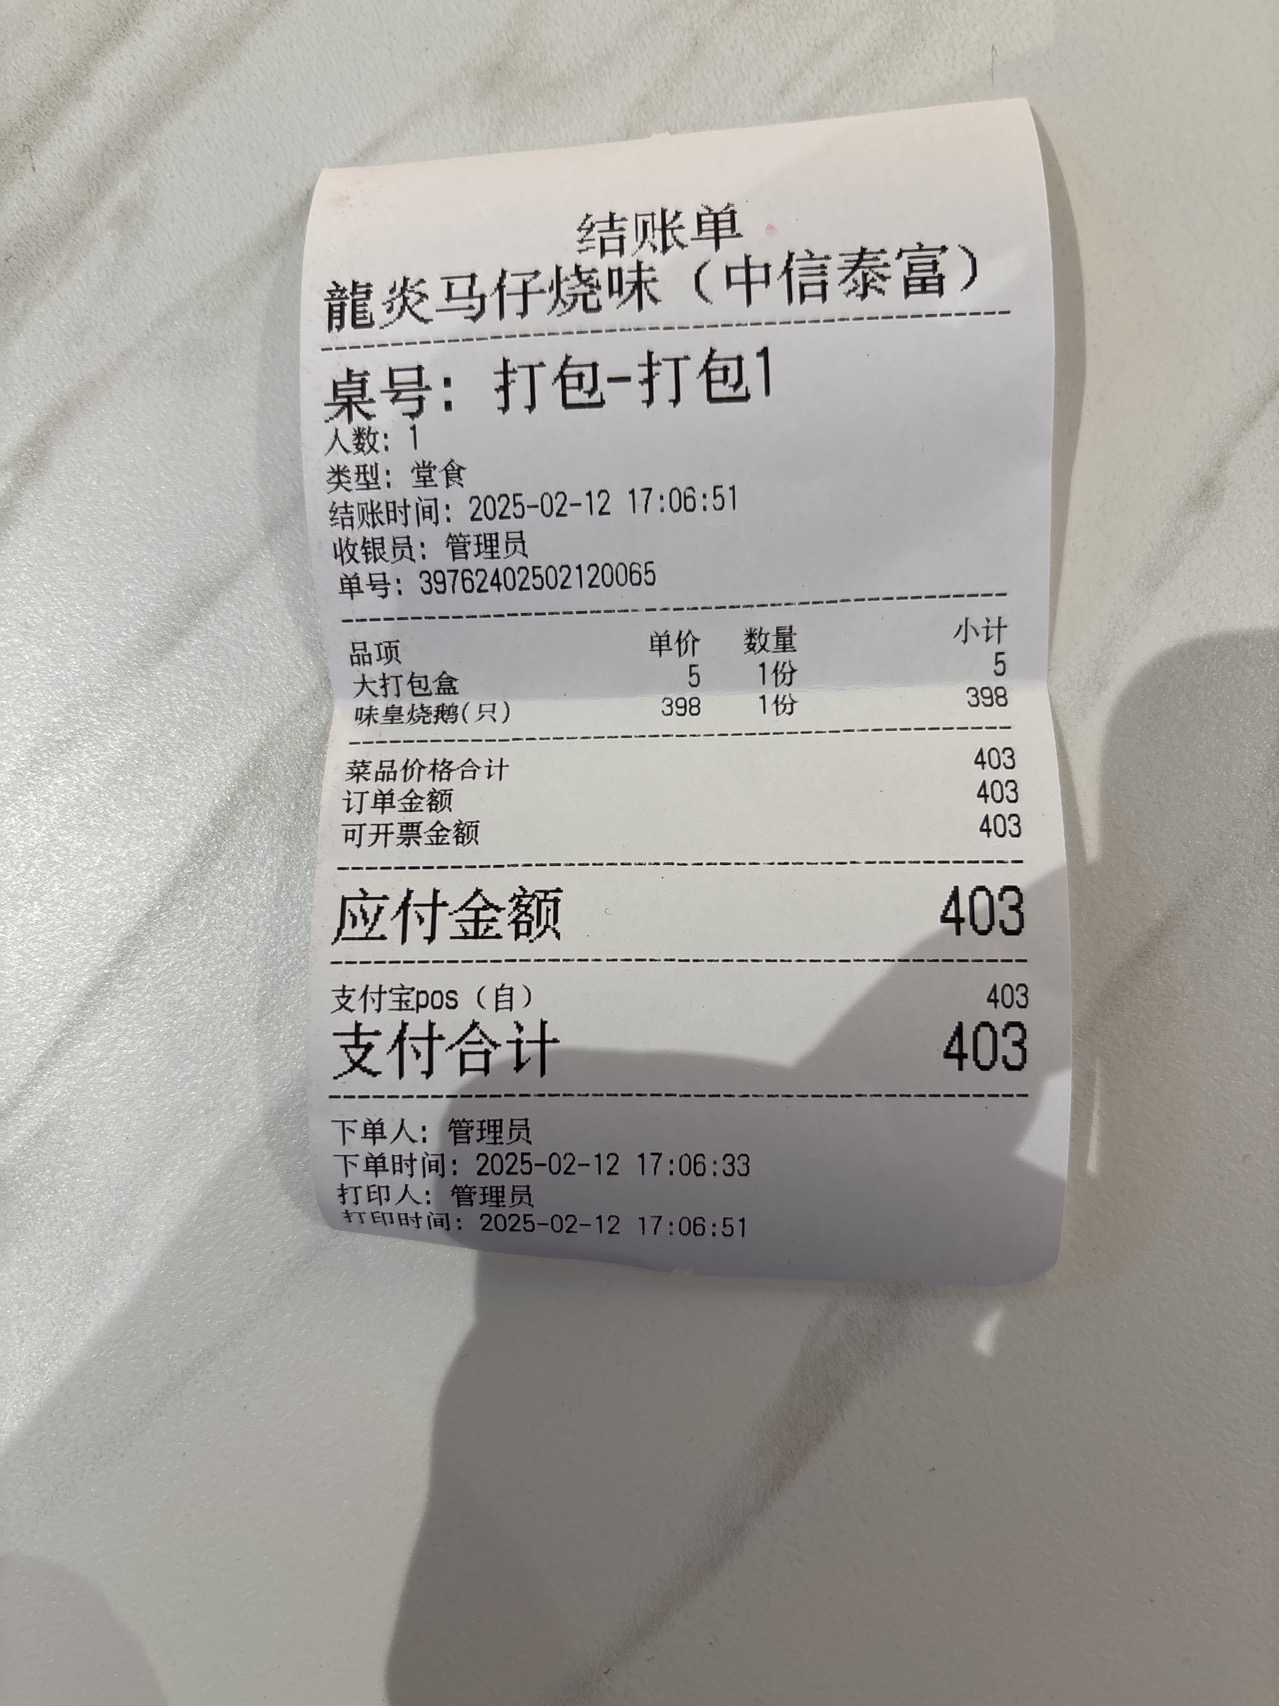 结账单
龍炎马仔烧味（中信泰富）
桌号：打包-打包1
人数：1
类型：堂食
结账时间：2025-02-12 17:06:51
收银员：管理员
单号：39762402502120065
品项 单价 数量 小计
大打包盒 5 1份 5
味皇烧鹅(只) 398 1份 398
菜品价格合计 403
订单金额 403
可开票金额 403
应付金额 403
支付宝pos（自） 403
支付合计 403
下单人：管理员
下单时间：2025-02-12 17:06:33
打印人：管理员
打印时间：2025-02-12 17:06:51